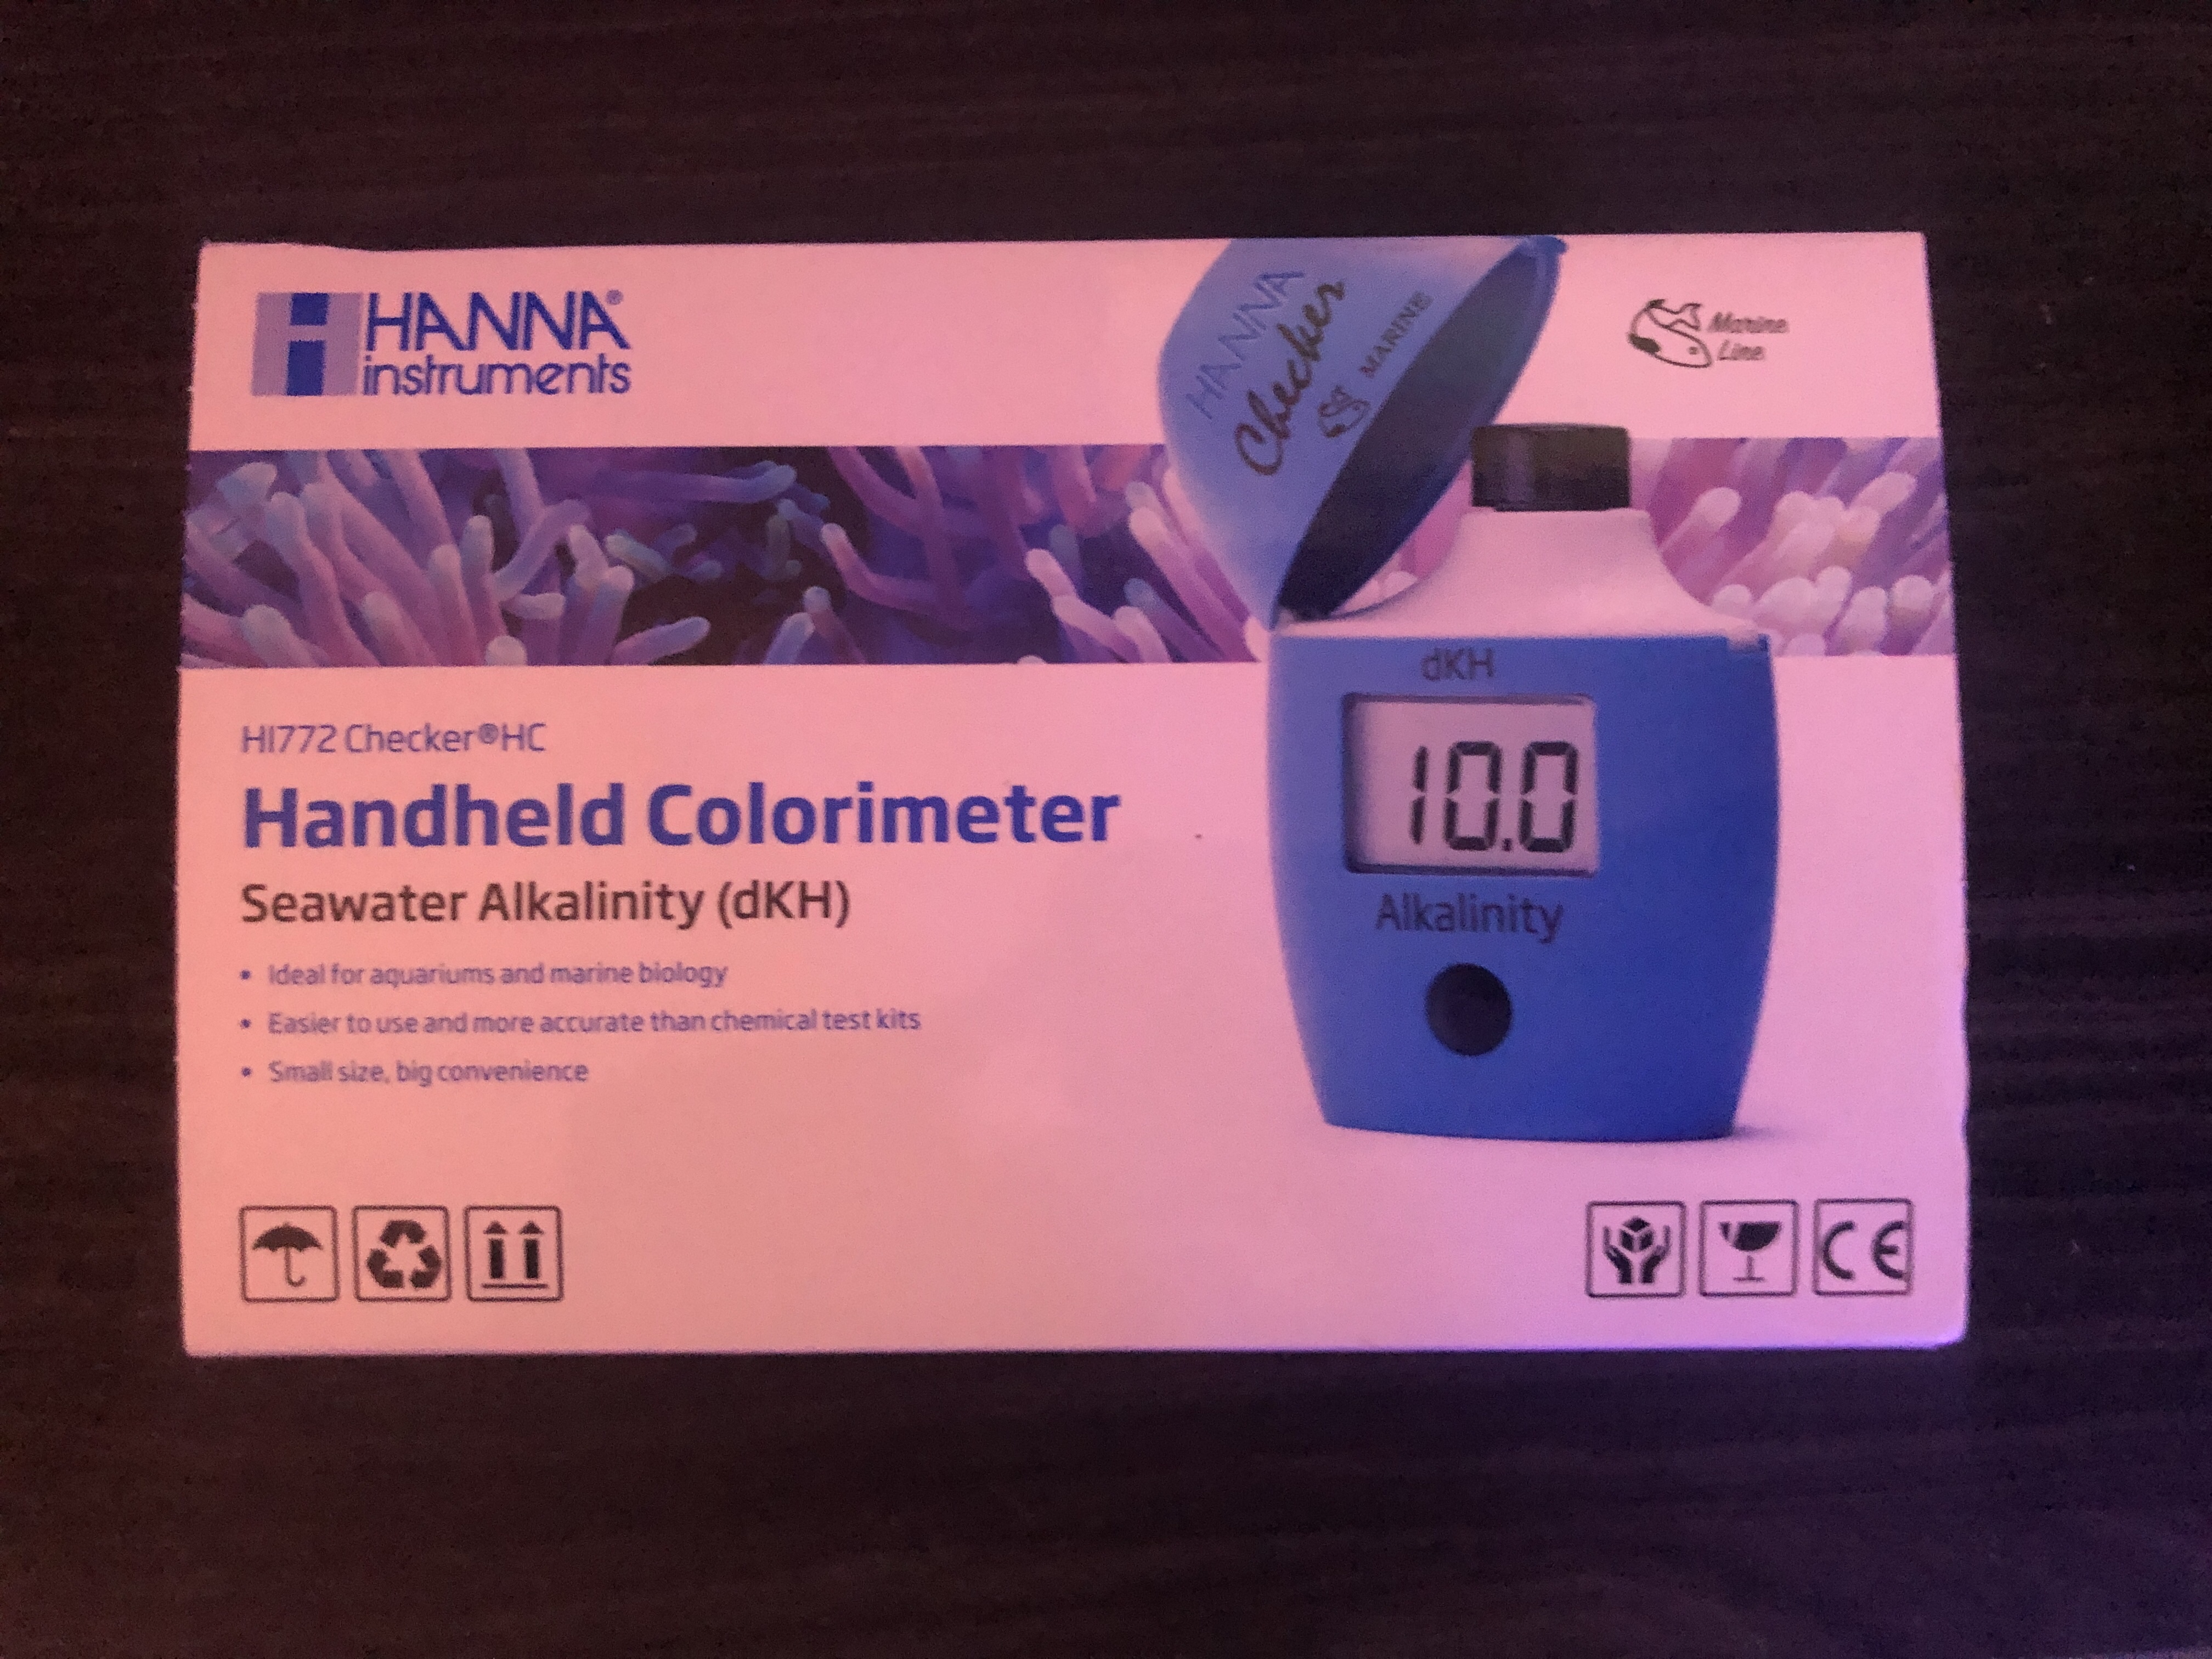 HANNA®
instruments
HANNA
Checker
MARINE
Marine
Line
dKH
10.0
Alkalinity
HI772 Checker®HC
Handheld Colorimeter
Seawater Alkalinity (dKH)
• Ideal for aquariums and marine biology
• Easier to use and more accurate than chemical test kits
• Small size, big convenience
CE